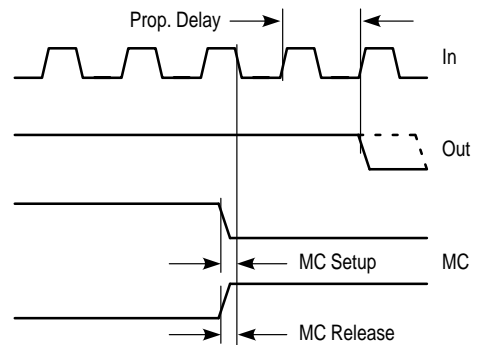 Prop. Delay
In
Out
MC Setup
MC
MC Release